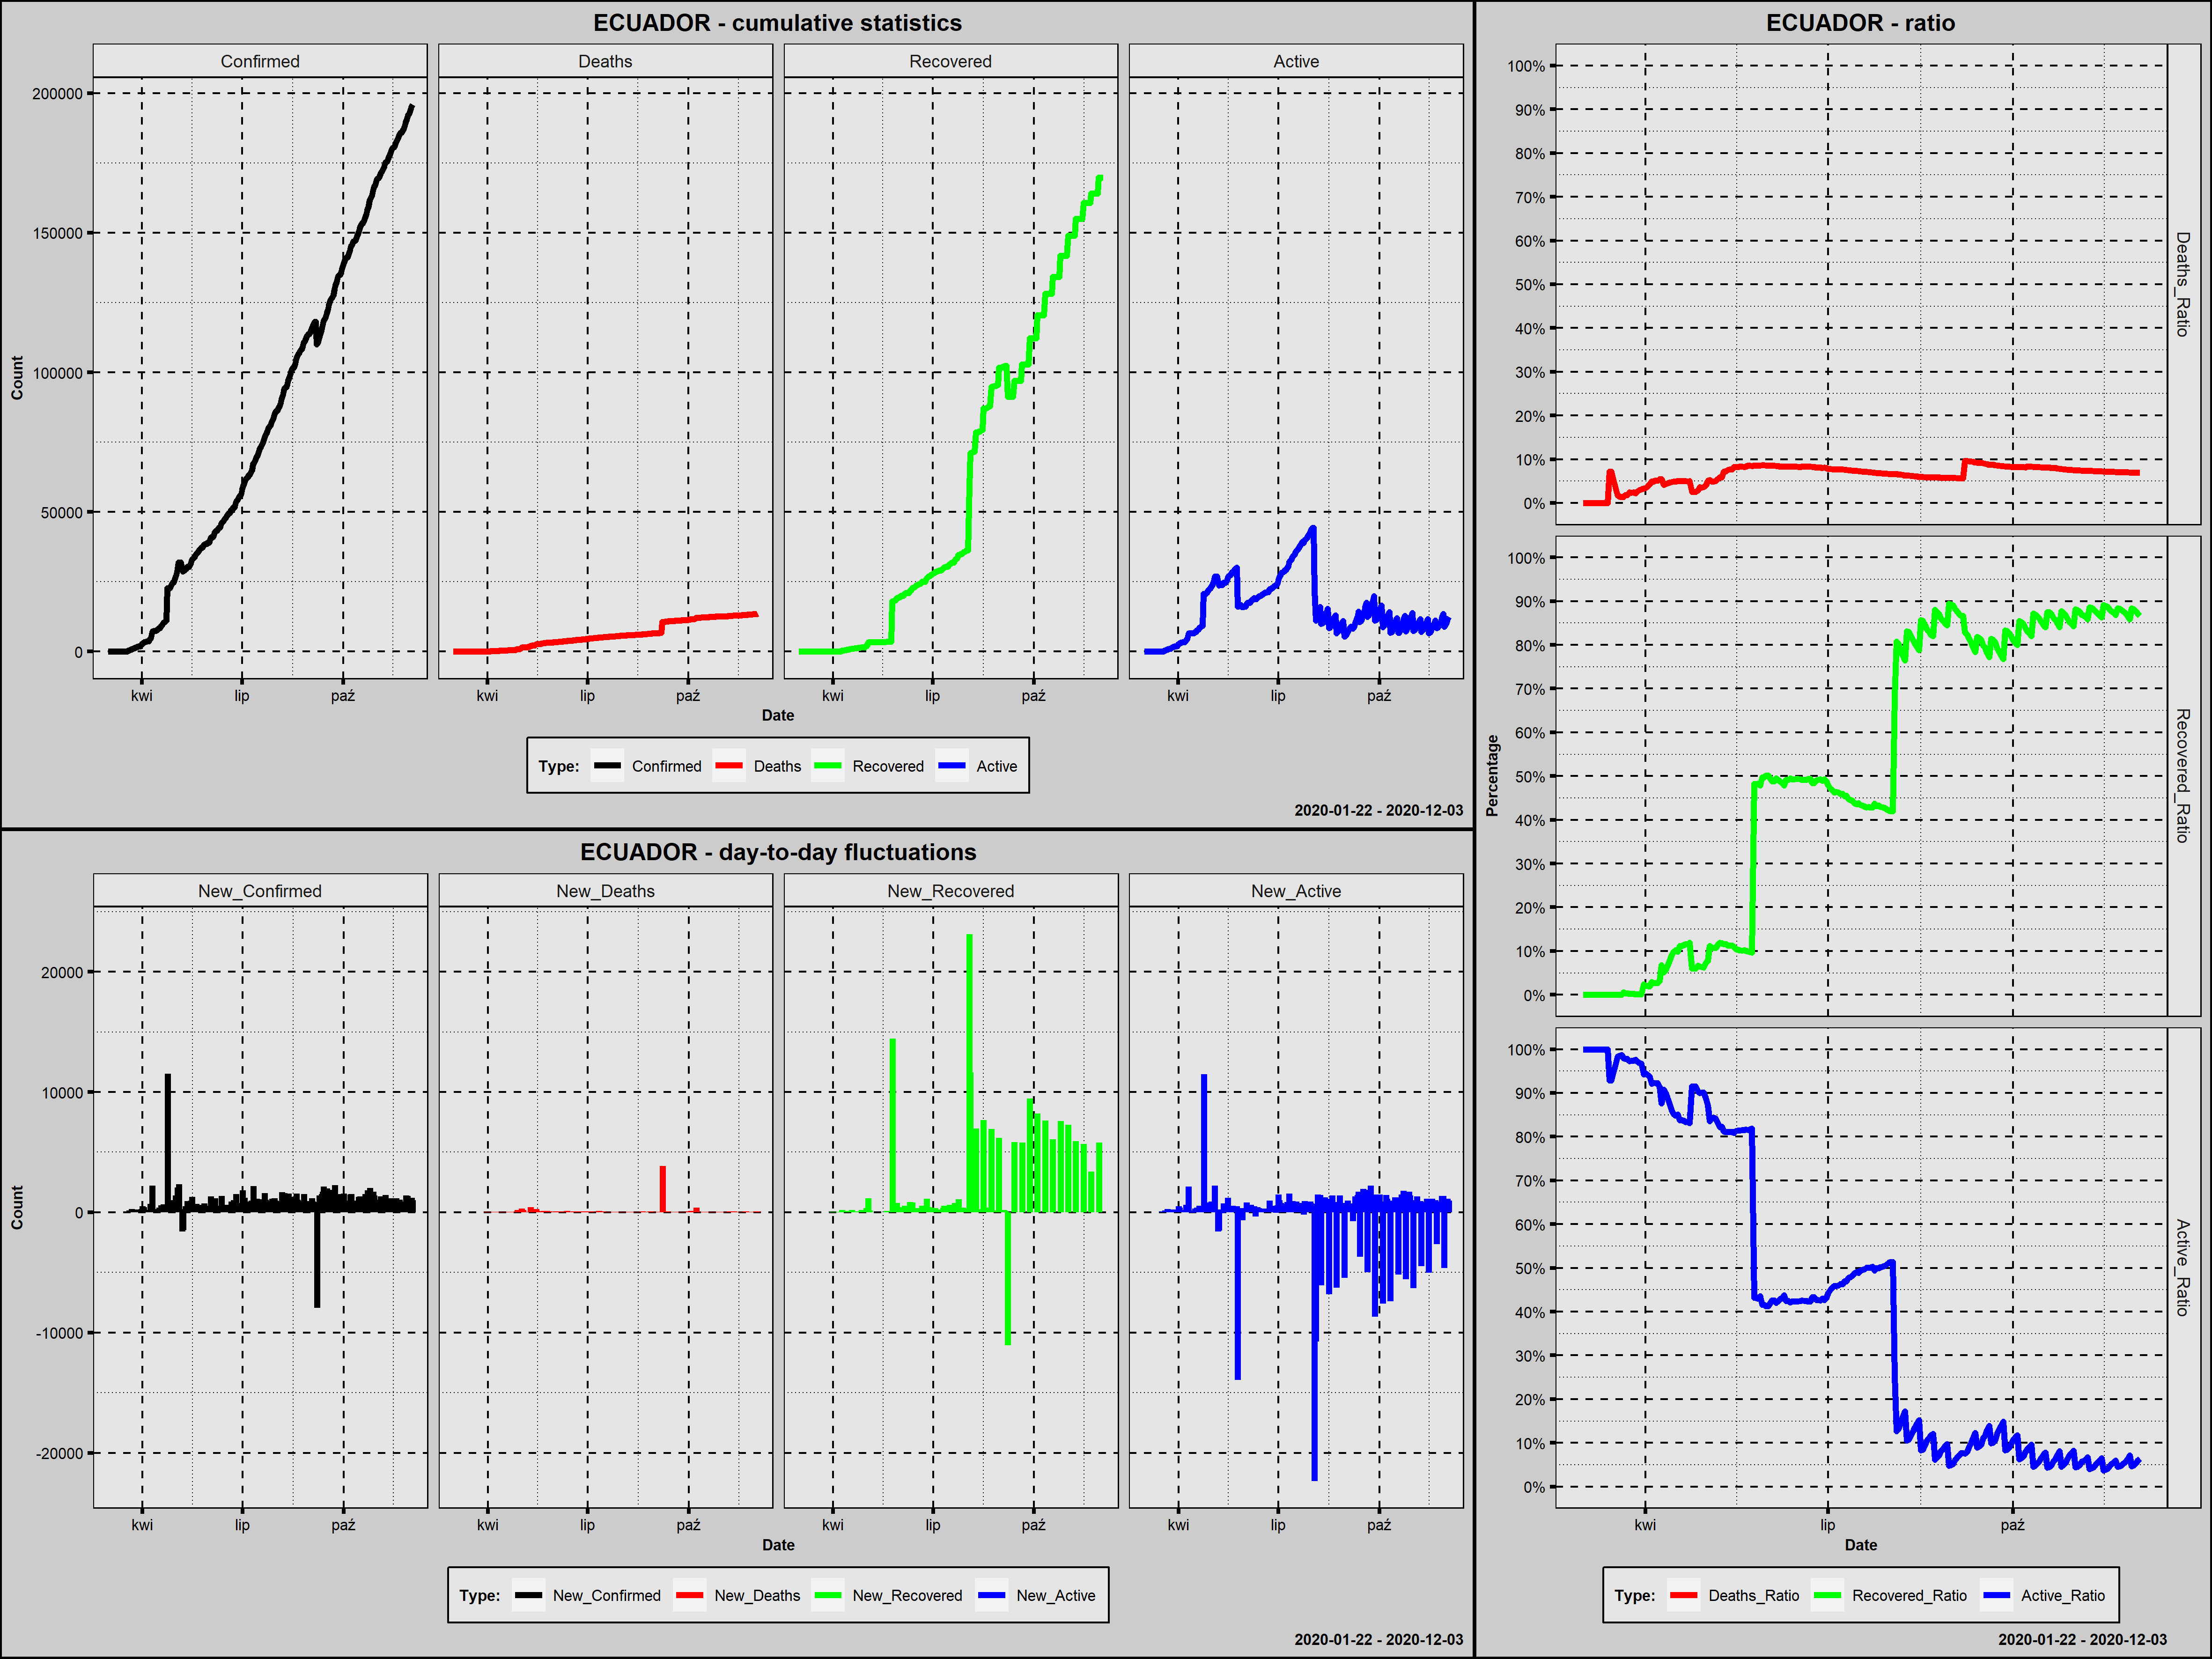 ECUADOR - cumulative statistics
Confirmed Deaths Recovered Active
Count
200000
150000
100000
50000
0
kwi lip paź kwi lip paź kwi lip paź kwi lip paź
Date
Type: Confirmed Deaths Recovered Active
2020-01-22 - 2020-12-03
ECUADOR - day-to-day fluctuations
New_Confirmed New_Deaths New_Recovered New_Active
Count
20000
10000
0
-10000
-20000
kwi lip paź kwi lip paź kwi lip paź kwi lip paź
Date
Type: New_Confirmed New_Deaths New_Recovered New_Active
2020-01-22 - 2020-12-03
ECUADOR - ratio
Percentage
100%
90%
80%
70%
60%
50%
40%
30%
20%
10%
0%
Deaths_Ratio
100%
90%
80%
70%
60%
50%
40%
30%
20%
10%
0%
Recovered_Ratio
100%
90%
80%
70%
60%
50%
40%
30%
20%
10%
0%
Active_Ratio
kwi lip paź
Date
Type: Deaths_Ratio Recovered_Ratio Active_Ratio
2020-01-22 - 2020-12-03